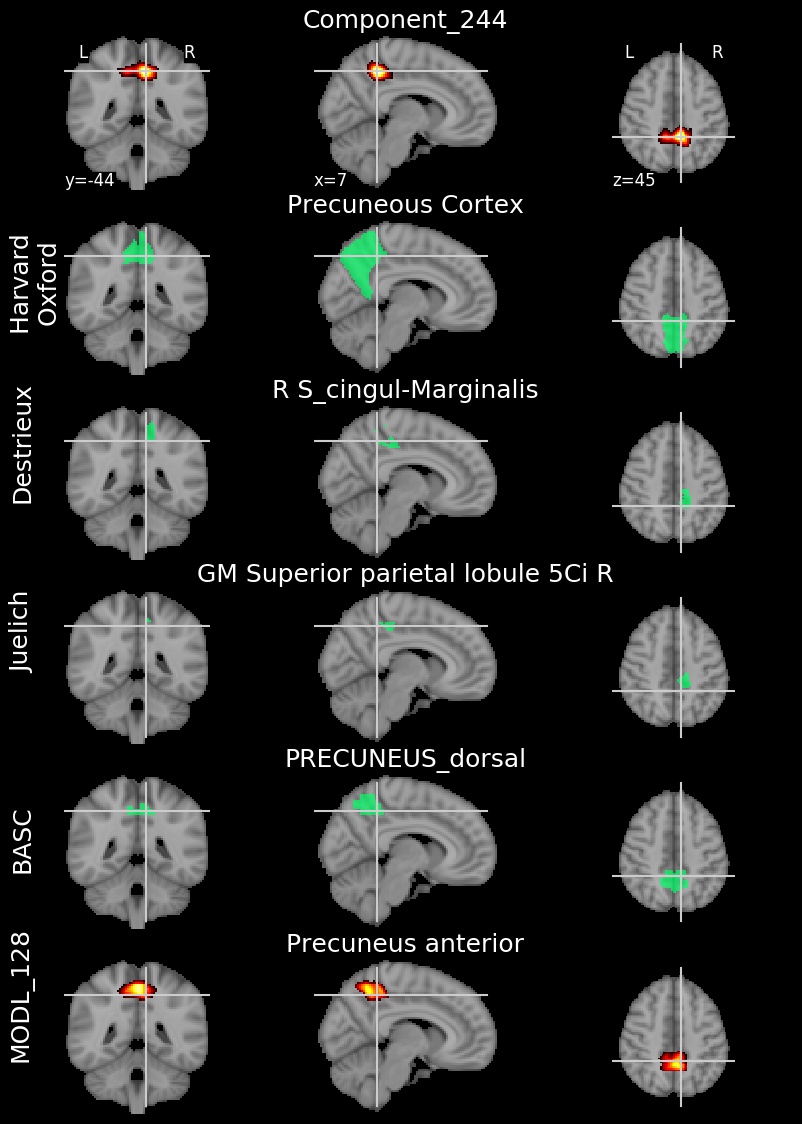 Component_244
L R L R
y=-44 x=7 z=45
Precuneous Cortex
Harvard
Oxford
R S_cingul-Marginalis
Destrieux
GM Superior parietal lobule 5Ci R
Juelich
PRECUNEUS_dorsal
BASC
Precuneus anterior
MODL_128